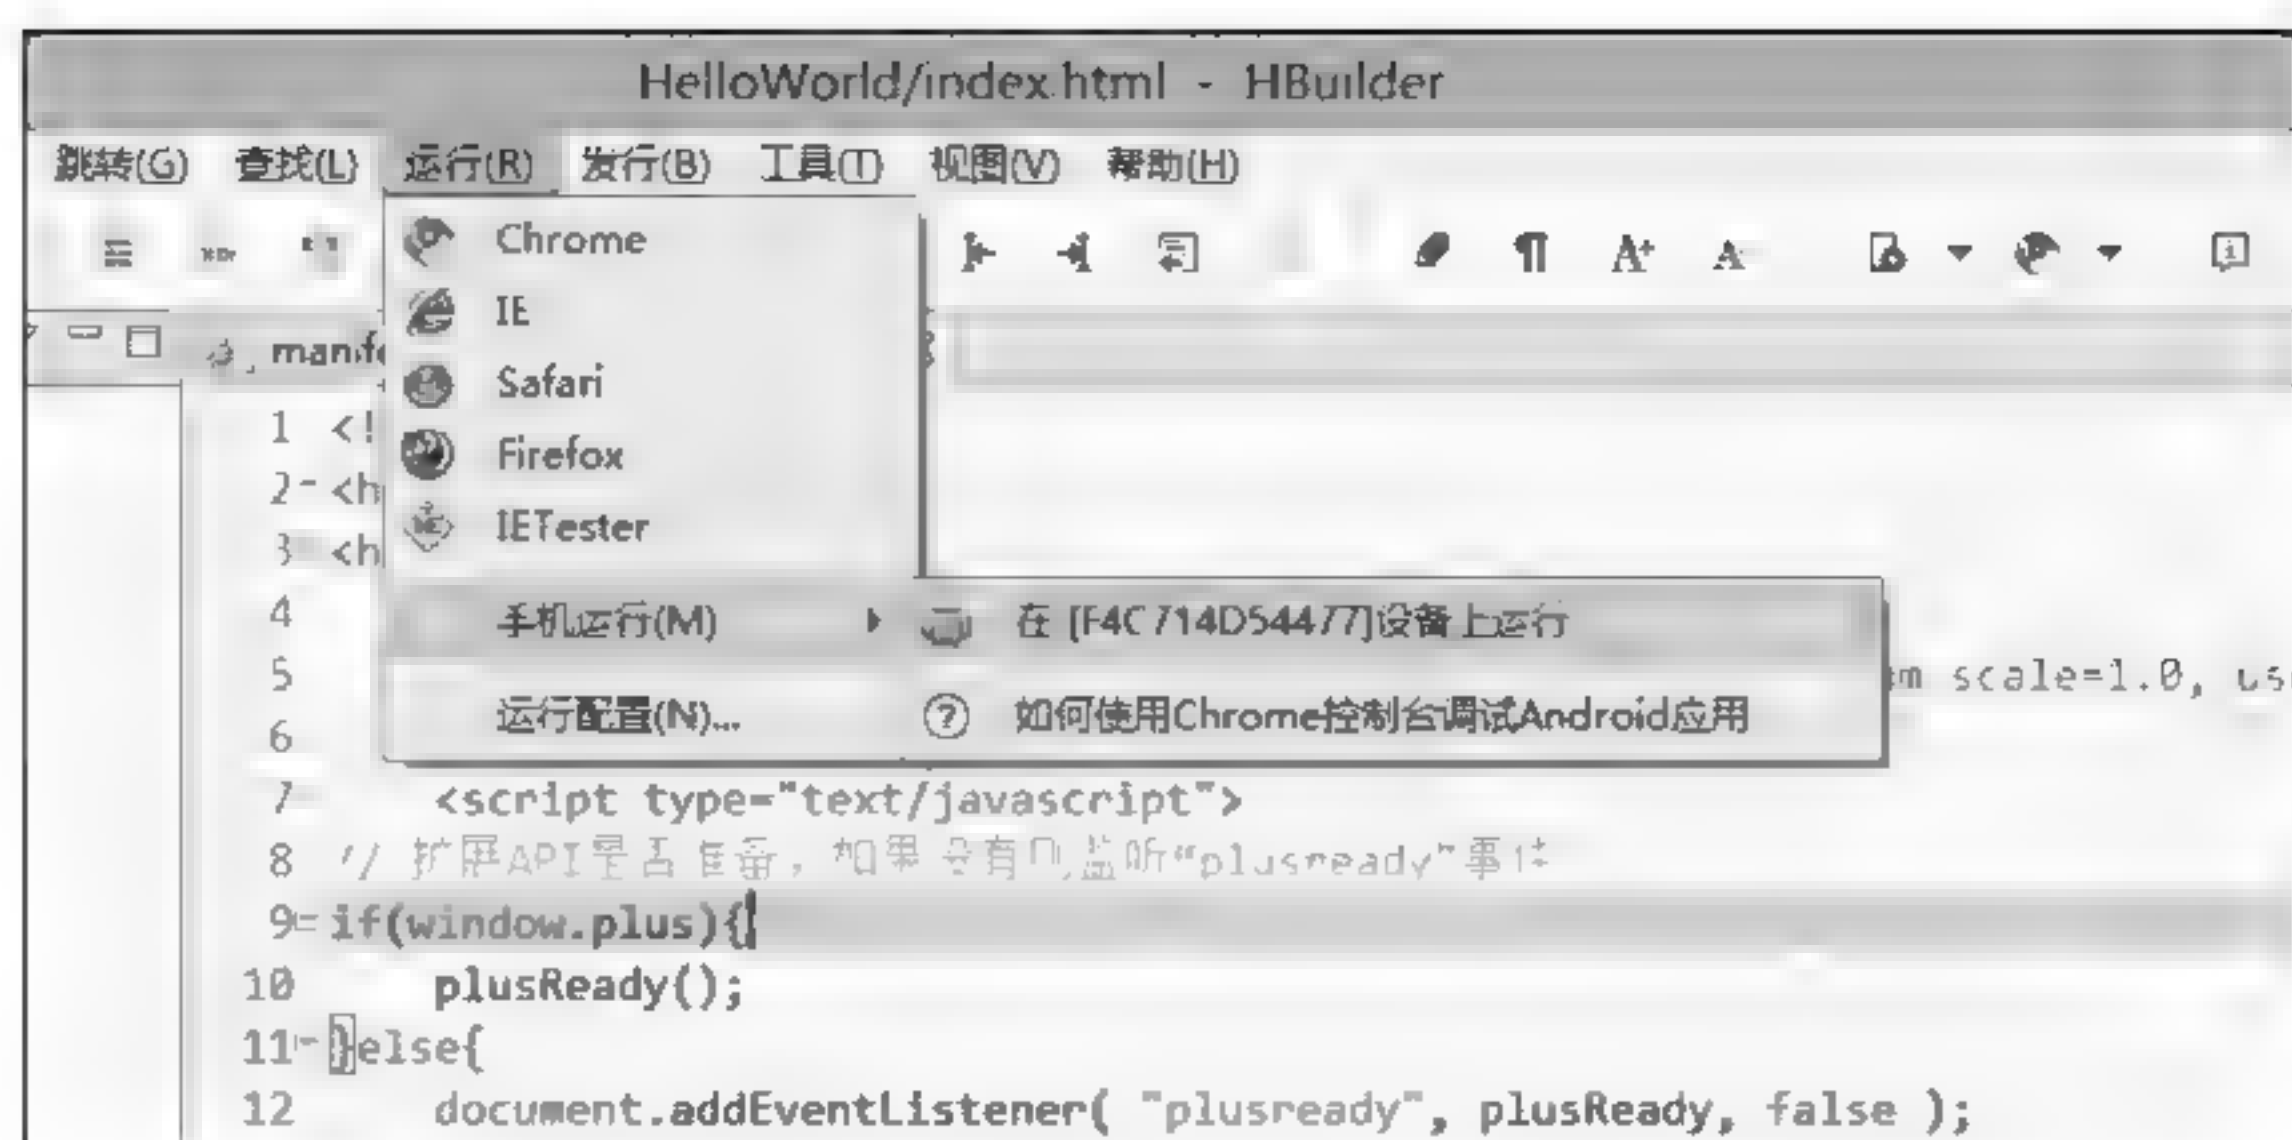 HelloWorld/index.html - HBuilder
跳转(G) 查找(L) 运行(R) 发行(B) 工具(T) 视图(V) 帮助(H)
Chrome
IE
manif
Safari
1 <!
Firefox
2 <h
IETester
3 <h
4 手机运行(M) 在 [F4C714D54477]设备上运行
5 scale=1.0, us
运行配置(N)... 如何使用Chrome控制台调试Android应用
6
7 <script type="text/javascript">
8 // 扩展API是否准备，如果没有则监听“plusready”事件
9 if(window.plus){
10 plusReady();
11 }else{
12 document.addEventListener( "plusready", plusReady, false );